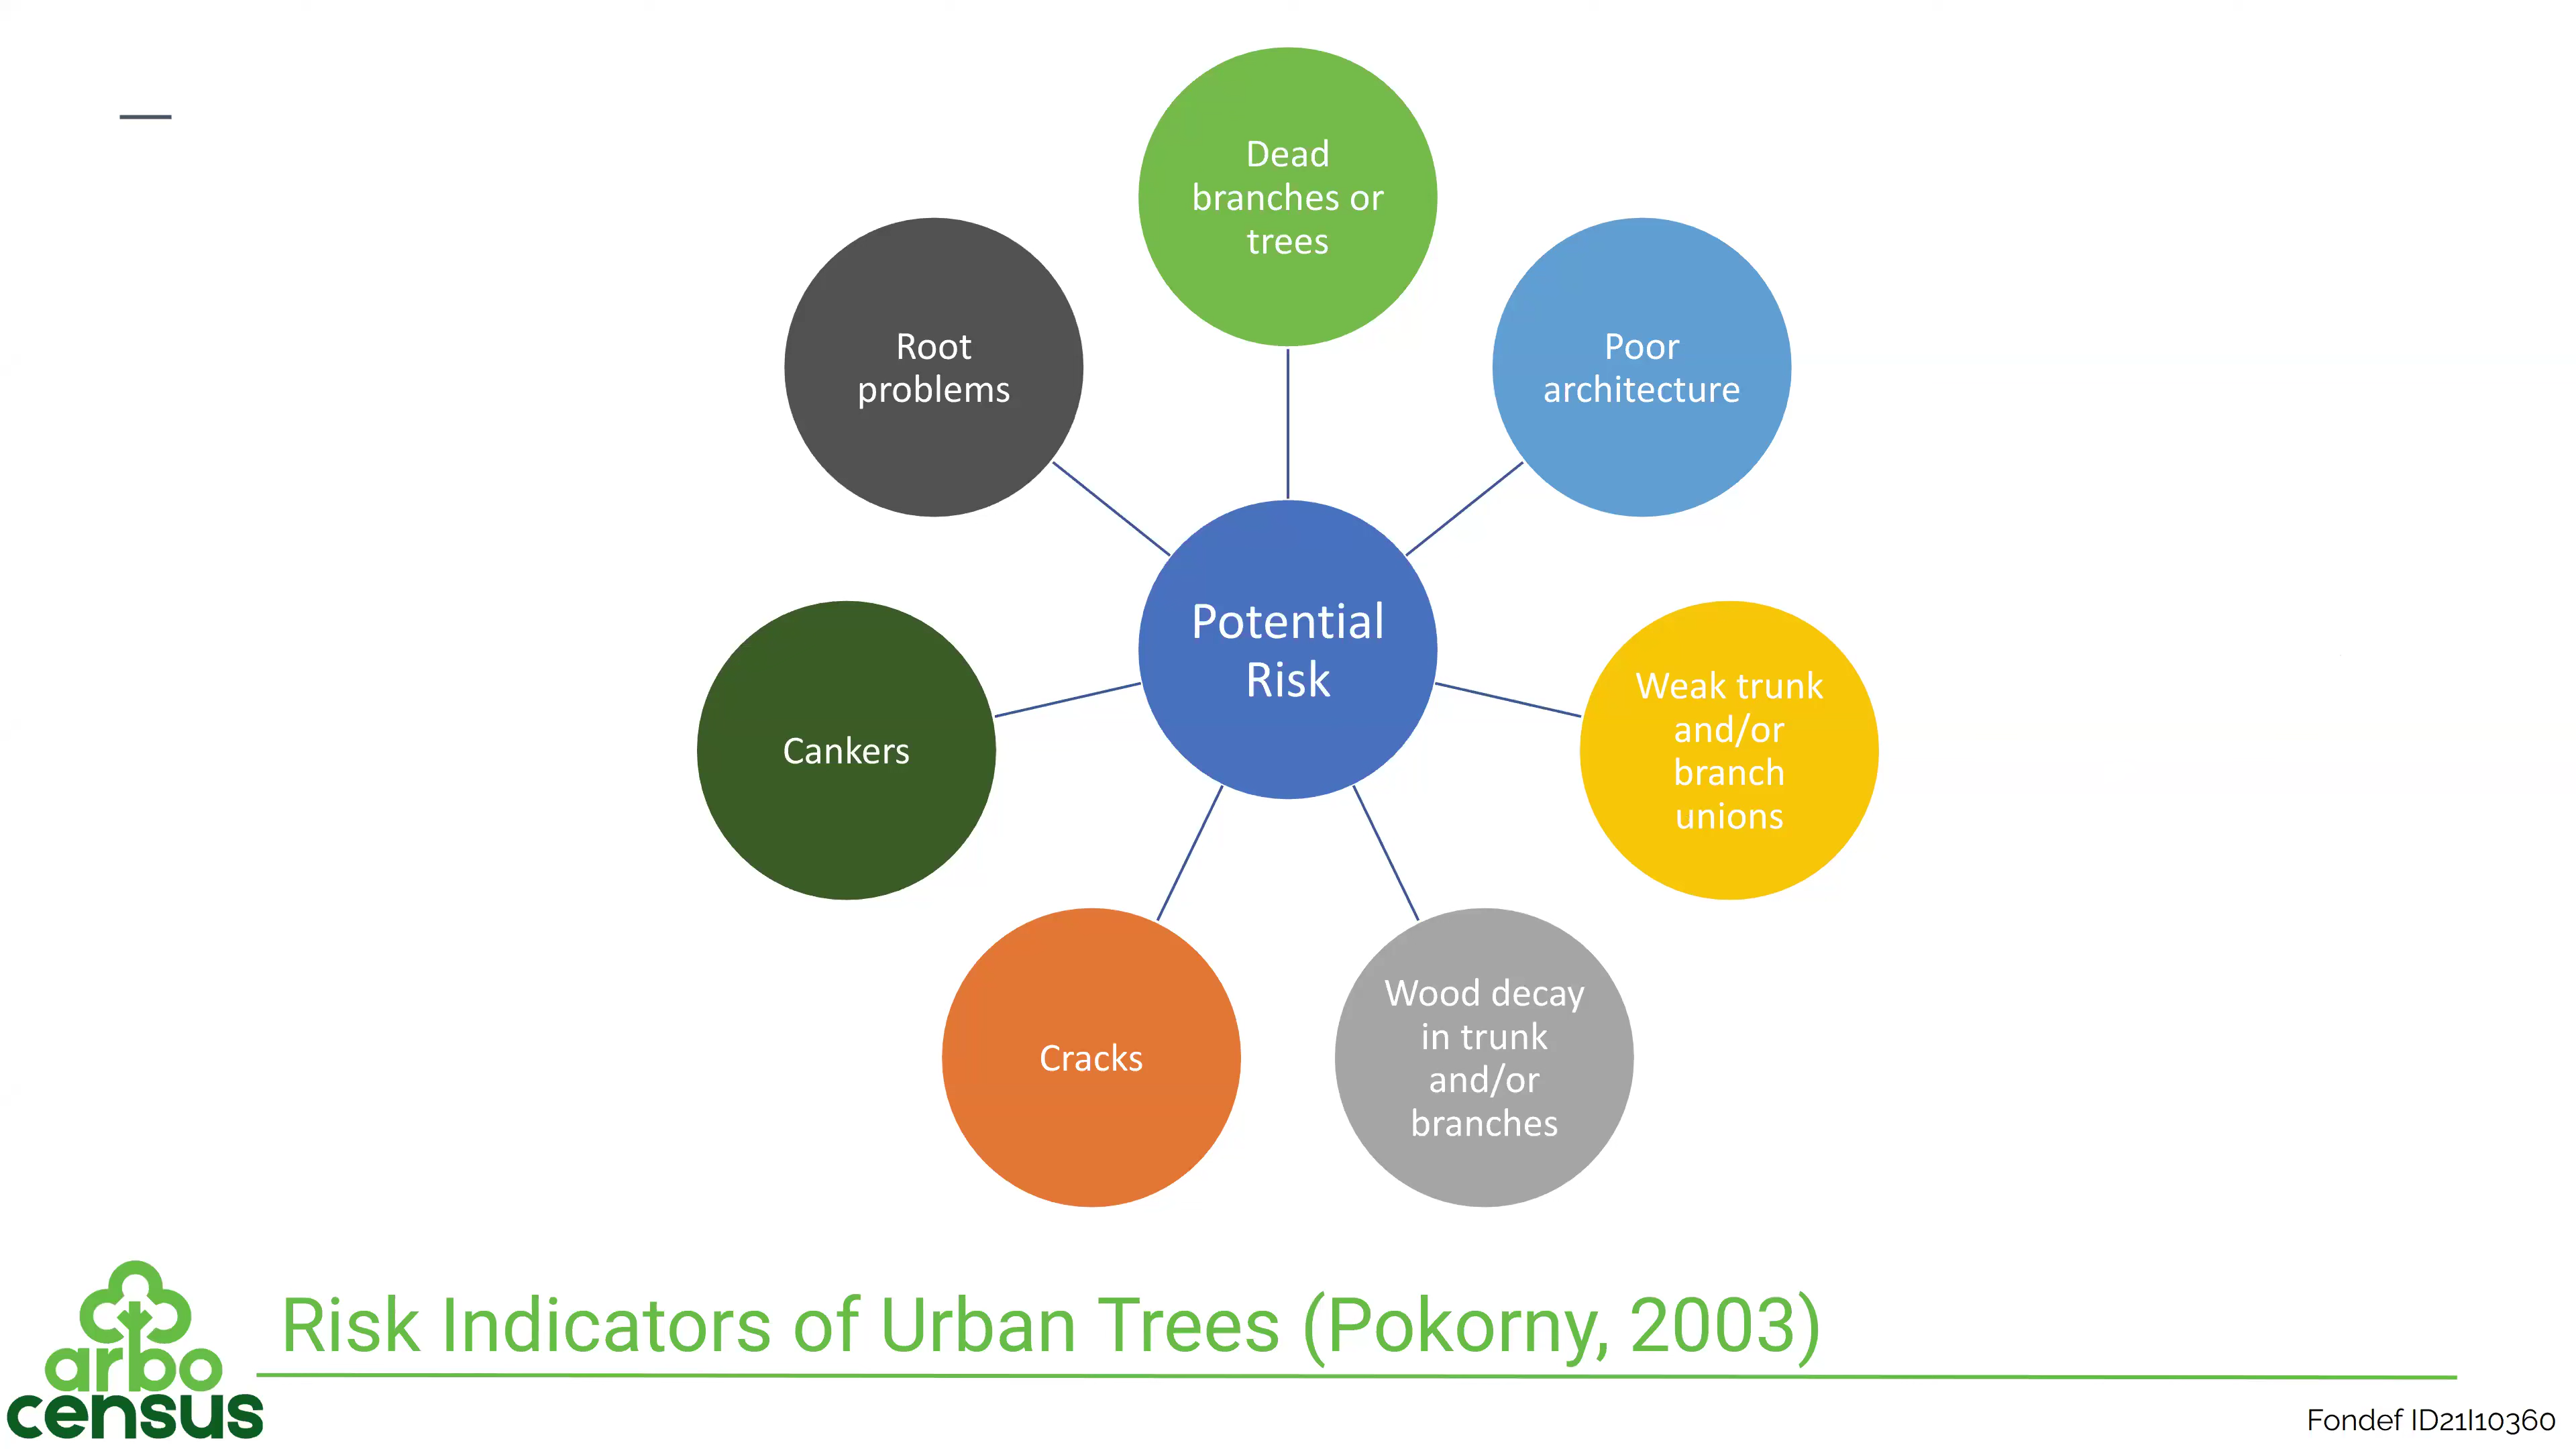 Dead
branches or
trees
Poor
architecture
Weak trunk
and/or
branch
unions
Wood decay
in trunk
and/or
branches
Cracks
Cankers
Root
problems
Potential
Risk
arbo
census
Risk Indicators of Urban Trees (Pokorny, 2003)
Fondef ID21I10360